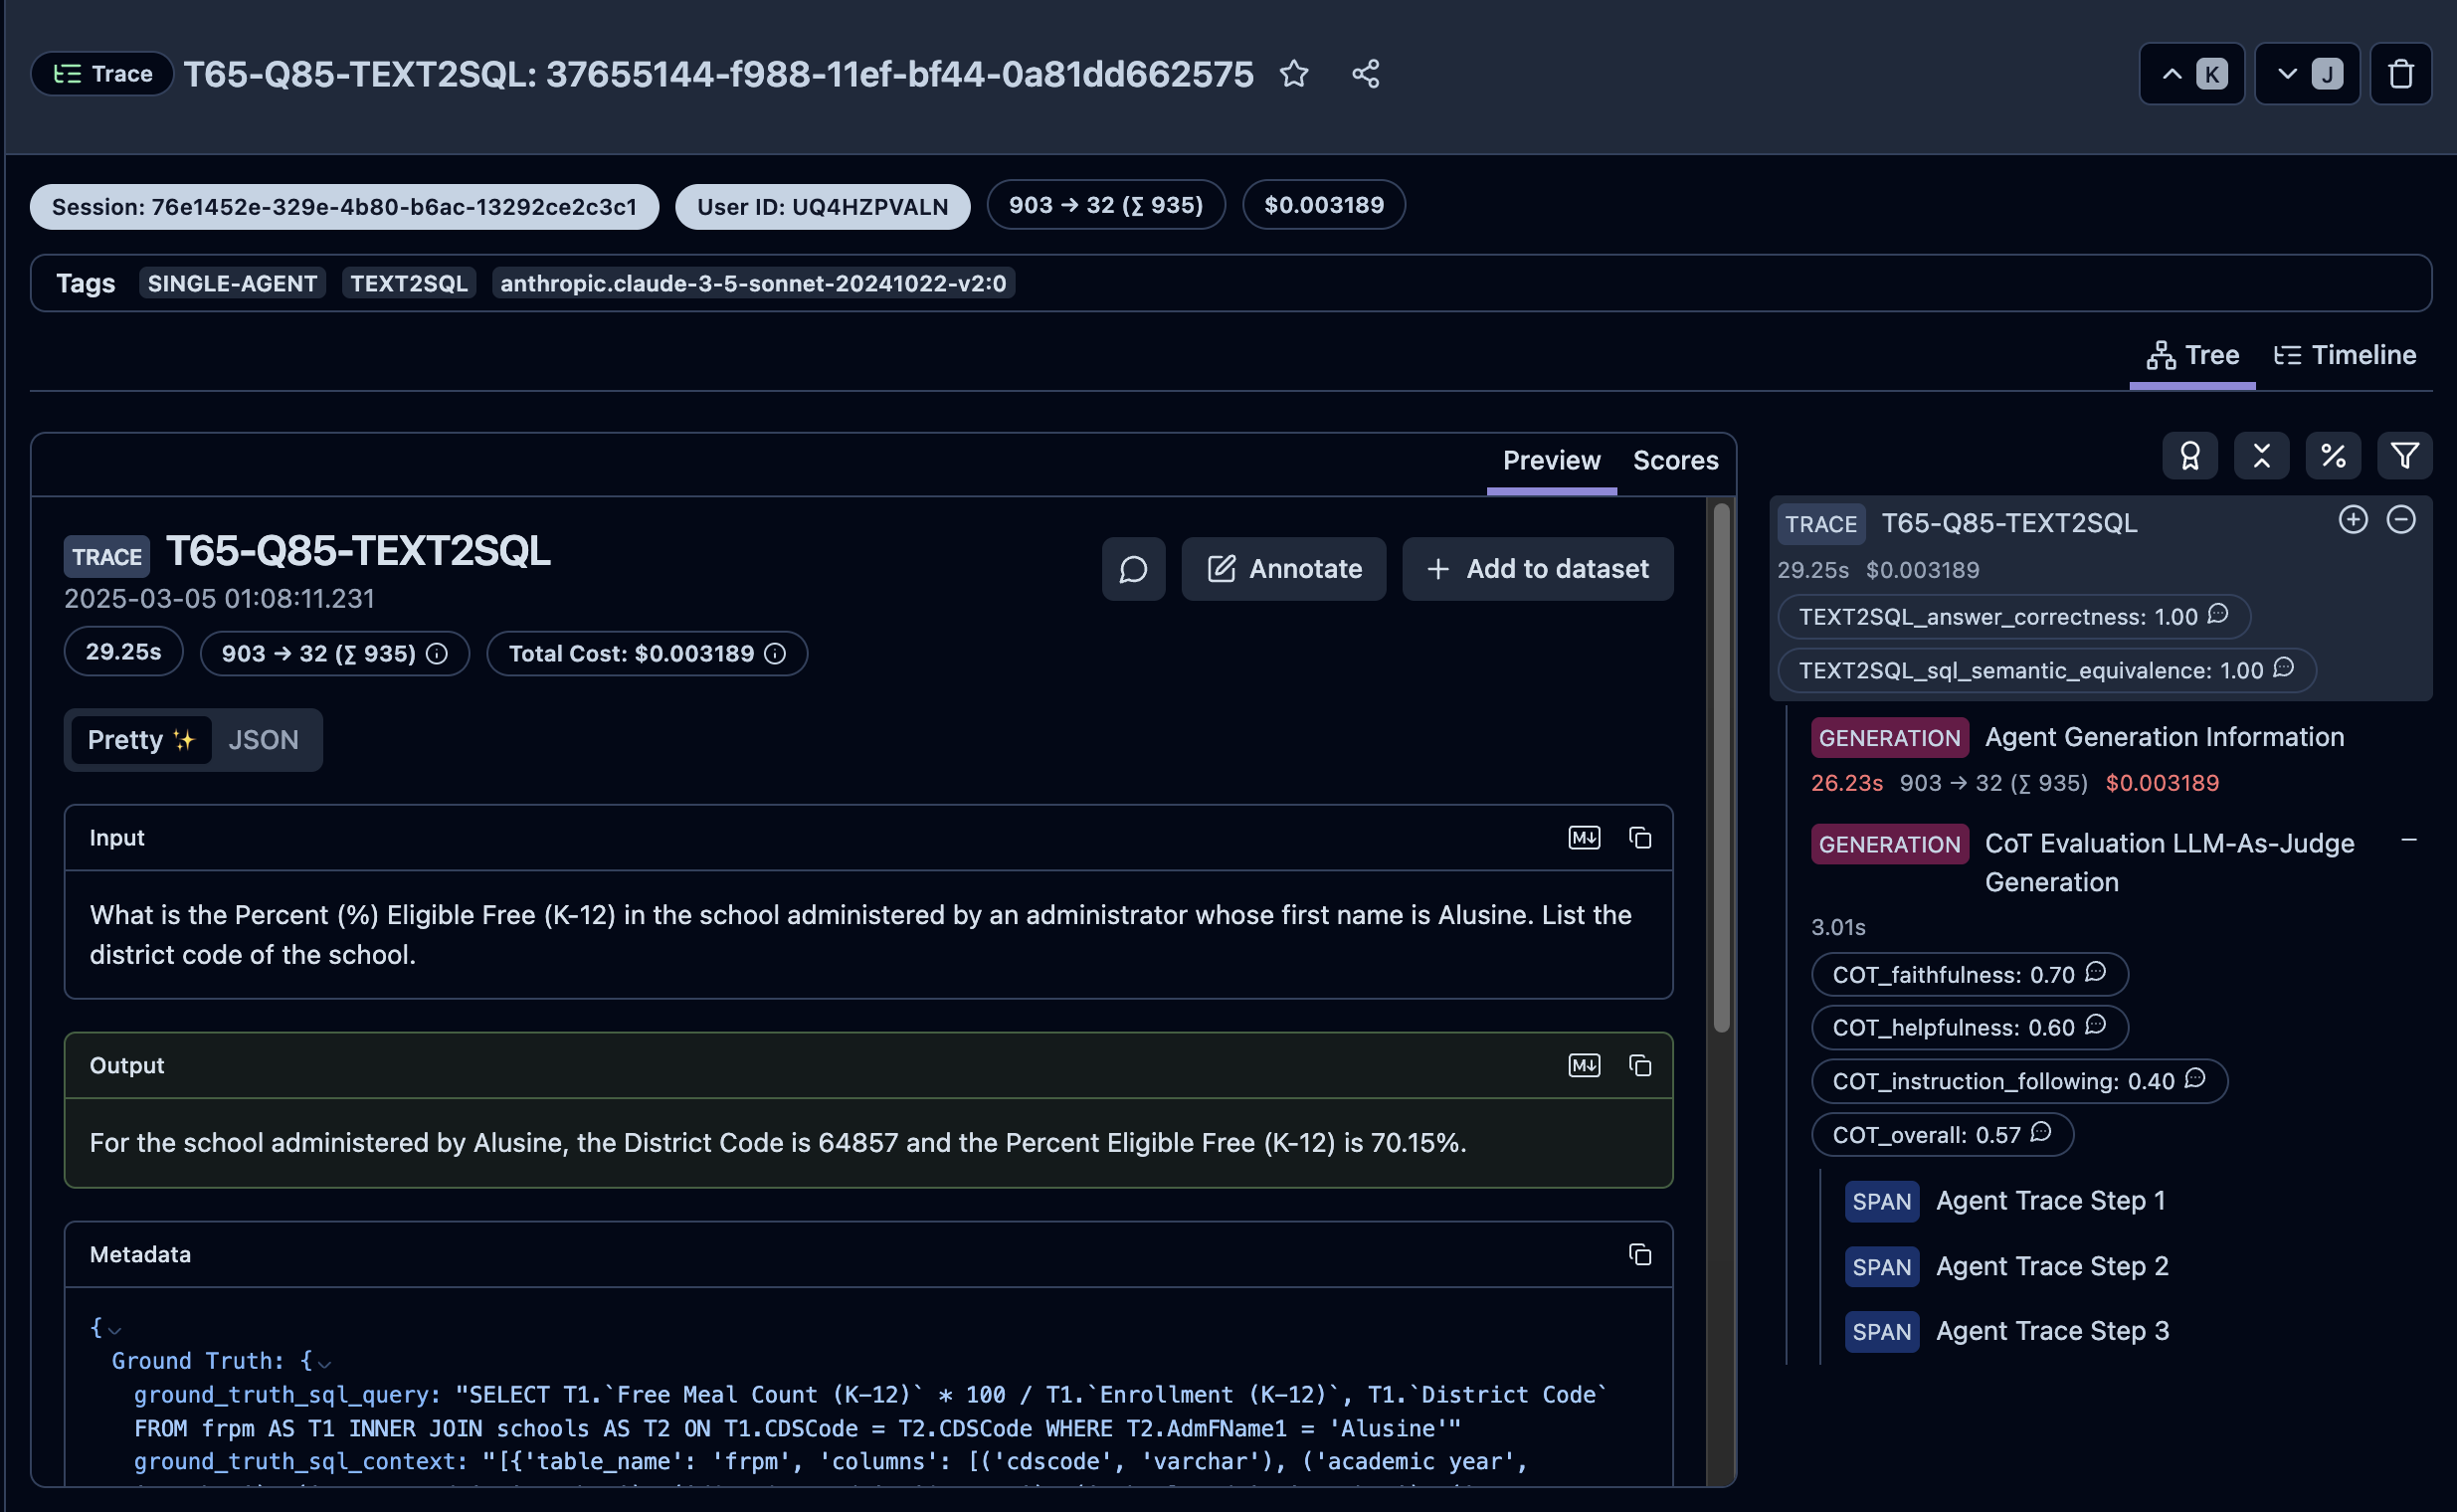 Trace T65-Q85-TEXT2SQL: 37655144-f988-11ef-bf44-0a81dd662575 K J
Session: 76e1452e-329e-4b80-b6ac-13292ce2c3c1 User ID: UQ4HZPVALN 903 → 32 (∑ 935) $0.003189
Tags SINGLE-AGENT TEXT2SQL anthropic.claude-3-5-sonnet-20241022-v2:0
Tree Timeline
Preview Scores
TRACE T65-Q85-TEXT2SQL
2025-03-05 01:08:11.231
Annotate + Add to dataset
29.25s 903 → 32 (∑ 935) Total Cost: $0.003189
Pretty ✨ JSON
Input
What is the Percent (%) Eligible Free (K-12) in the school administered by an administrator whose first name is Alusine. List the
district code of the school.
Output
For the school administered by Alusine, the District Code is 64857 and the Percent Eligible Free (K-12) is 70.15%.
Metadata
{
Ground Truth: {
ground_truth_sql_query: "SELECT T1.`Free Meal Count (K-12)` * 100 / T1.`Enrollment (K-12)`, T1.`District Code`
FROM frpm AS T1 INNER JOIN schools AS T2 ON T1.CDSCode = T2.CDSCode WHERE T2.AdmFName1 = 'Alusine'"
ground_truth_sql_context: "[{'table_name': 'frpm', 'columns': [('cdscode', 'varchar'), ('academic year',
TRACE T65-Q85-TEXT2SQL
29.25s $0.003189
TEXT2SQL_answer_correctness: 1.00
TEXT2SQL_sql_semantic_equivalence: 1.00
GENERATION Agent Generation Information
26.23s 903 → 32 (∑ 935) $0.003189
GENERATION CoT Evaluation LLM-As-Judge
Generation
3.01s
COT_faithfulness: 0.70
COT_helpfulness: 0.60
COT_instruction_following: 0.40
COT_overall: 0.57
SPAN Agent Trace Step 1
SPAN Agent Trace Step 2
SPAN Agent Trace Step 3